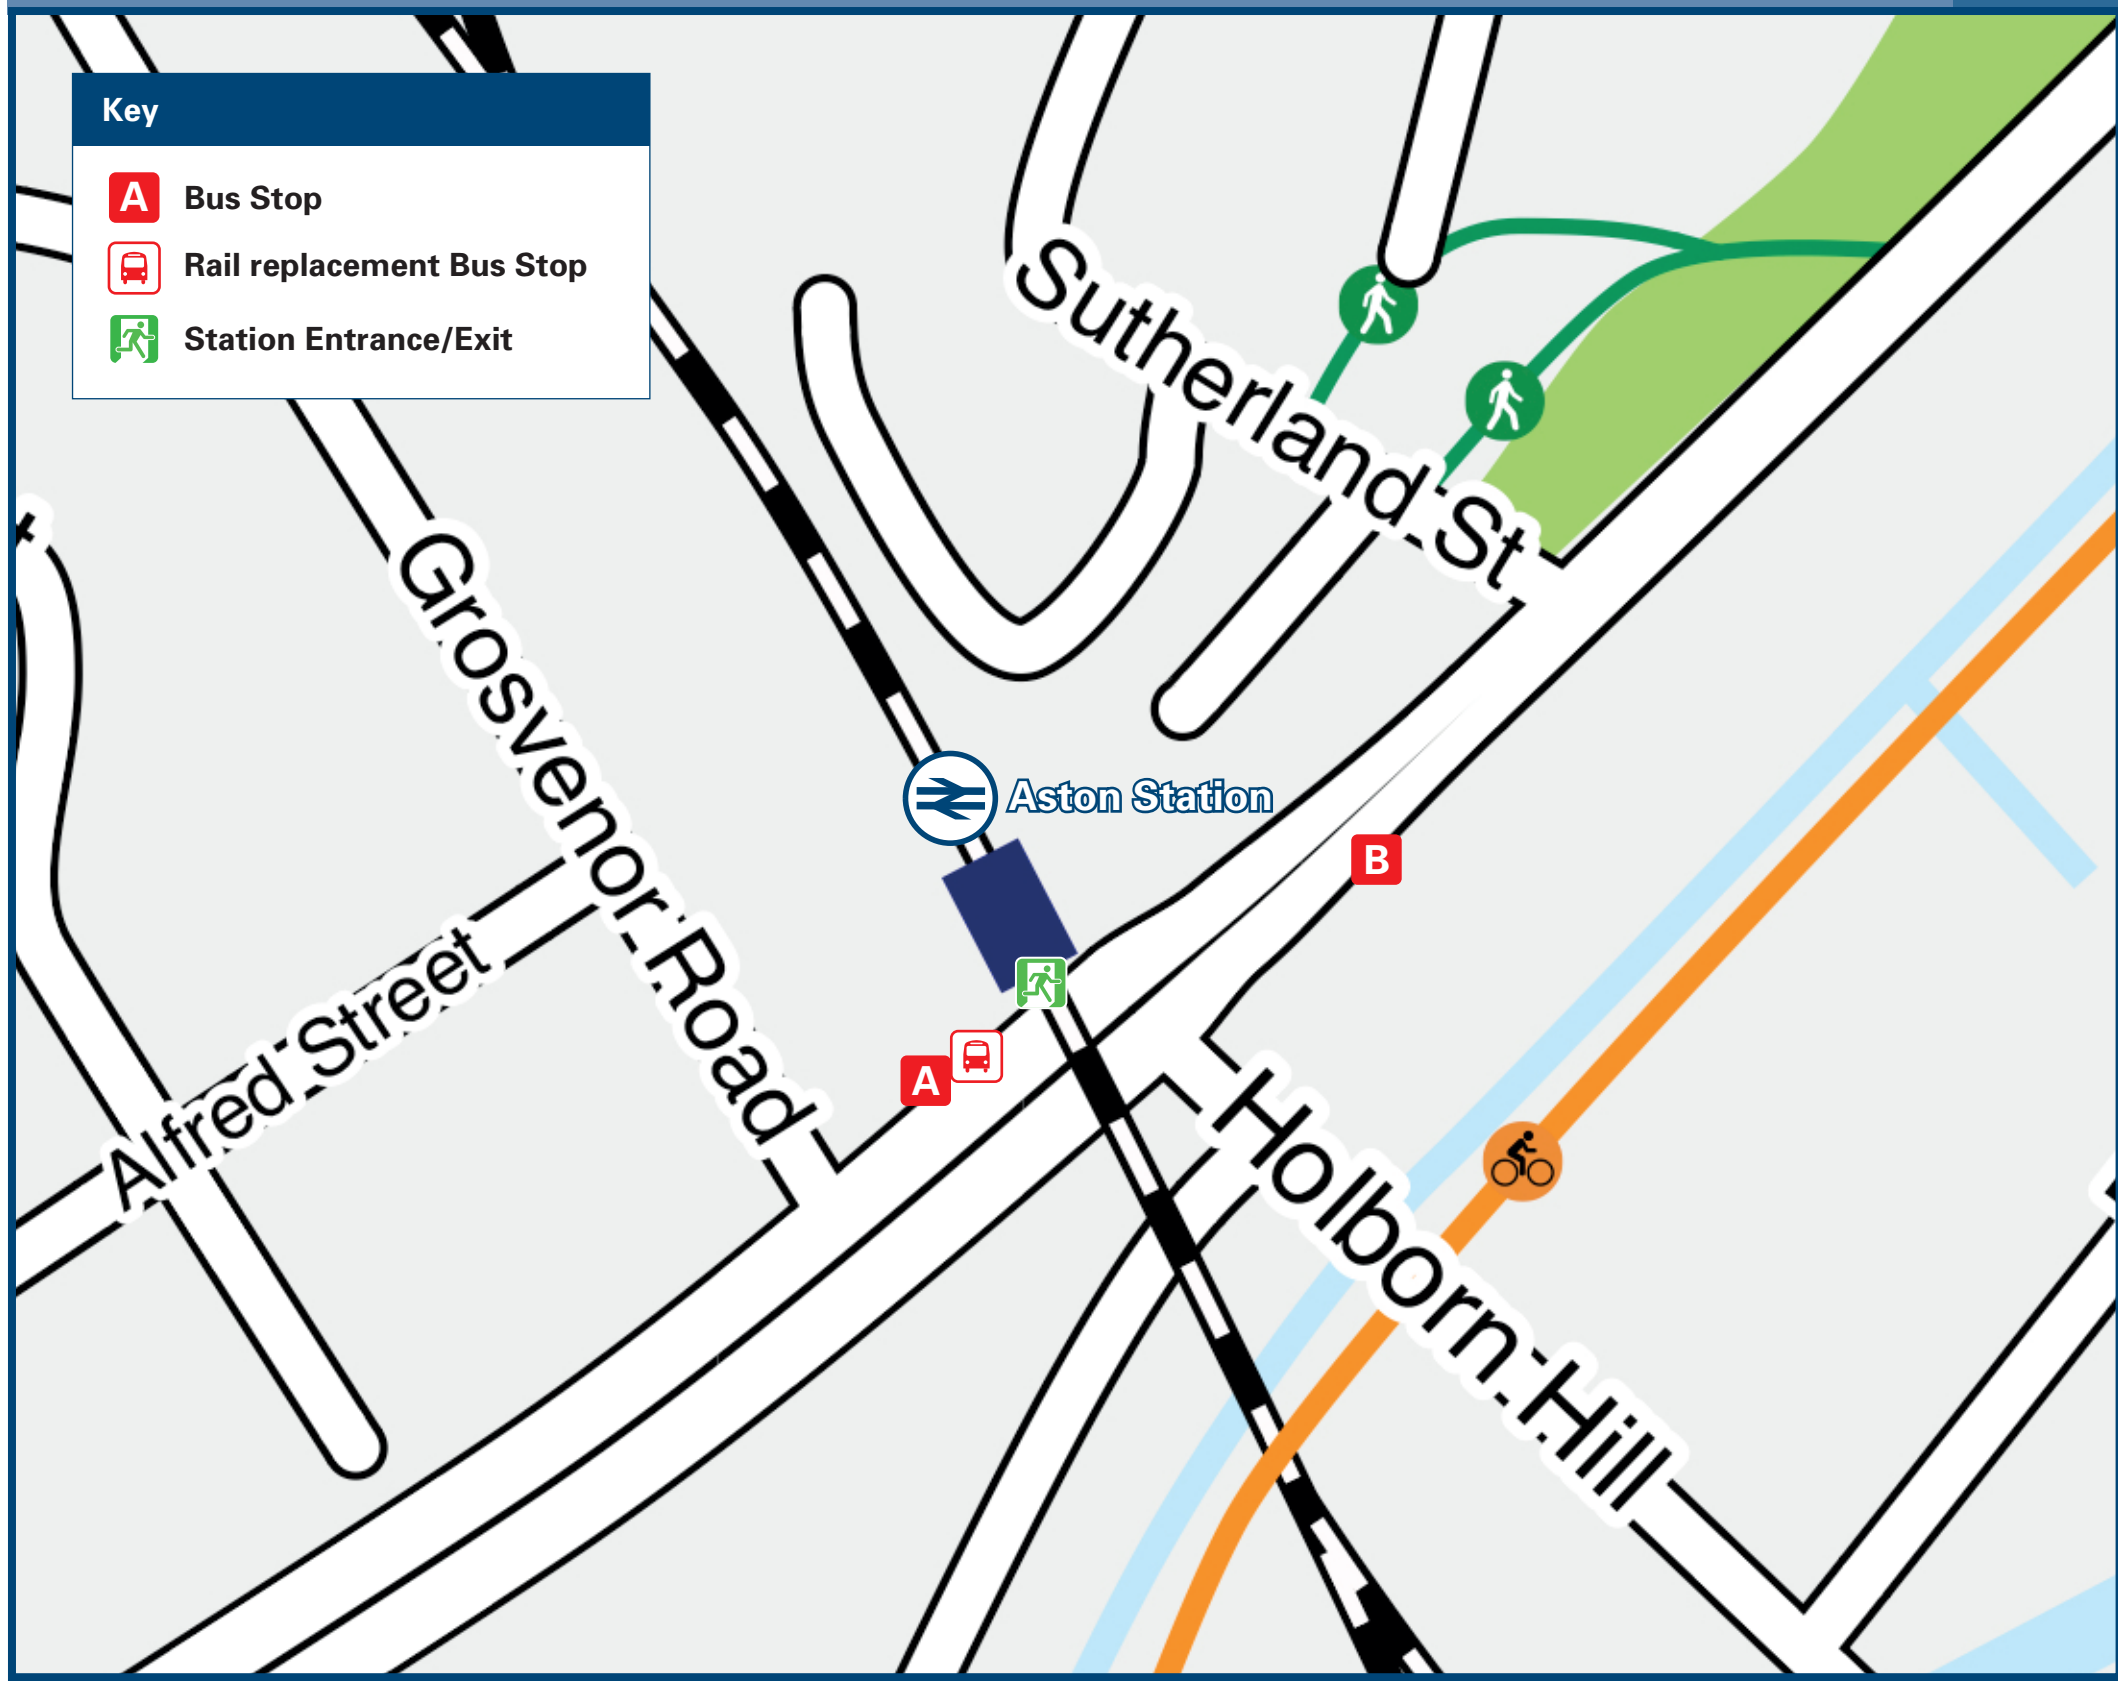 Key
A Bus Stop
Rail replacement Bus Stop
Station Entrance/Exit
Sutherland St
Grosvenor Road
Aston Station
B
Alfred Street
A
Holborn Hill